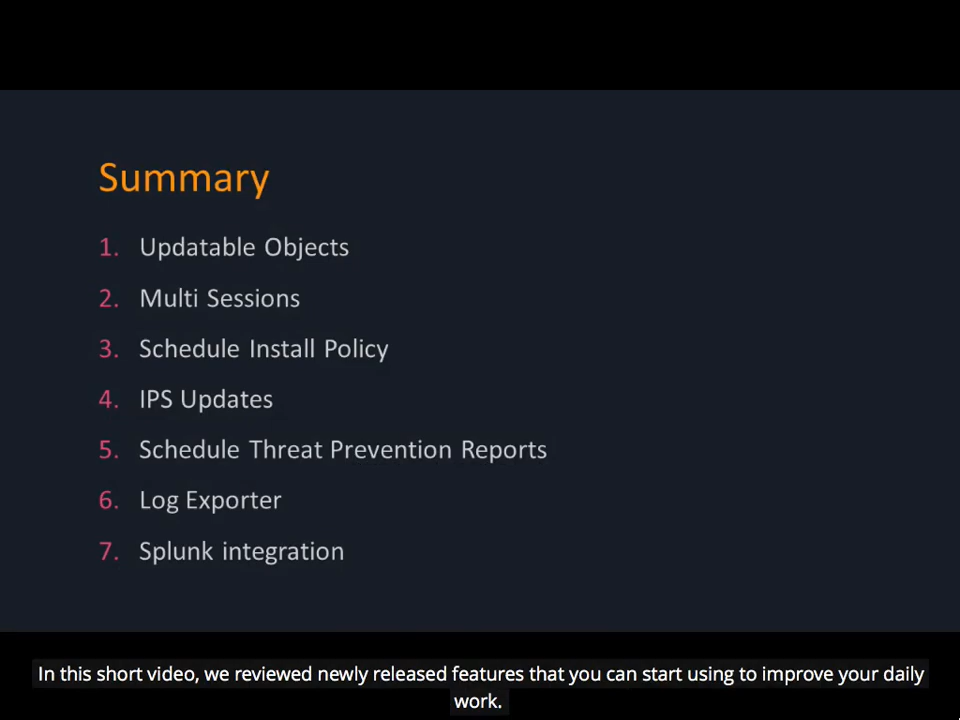 Summary
1. Updatable Objects
2. Multi Sessions
3. Schedule Install Policy
4. IPS Updates
5. Schedule Threat Prevention Reports
6. Log Exporter
7. Splunk integration
In this short video, we reviewed newly released features that you can start using to improve your daily
work.